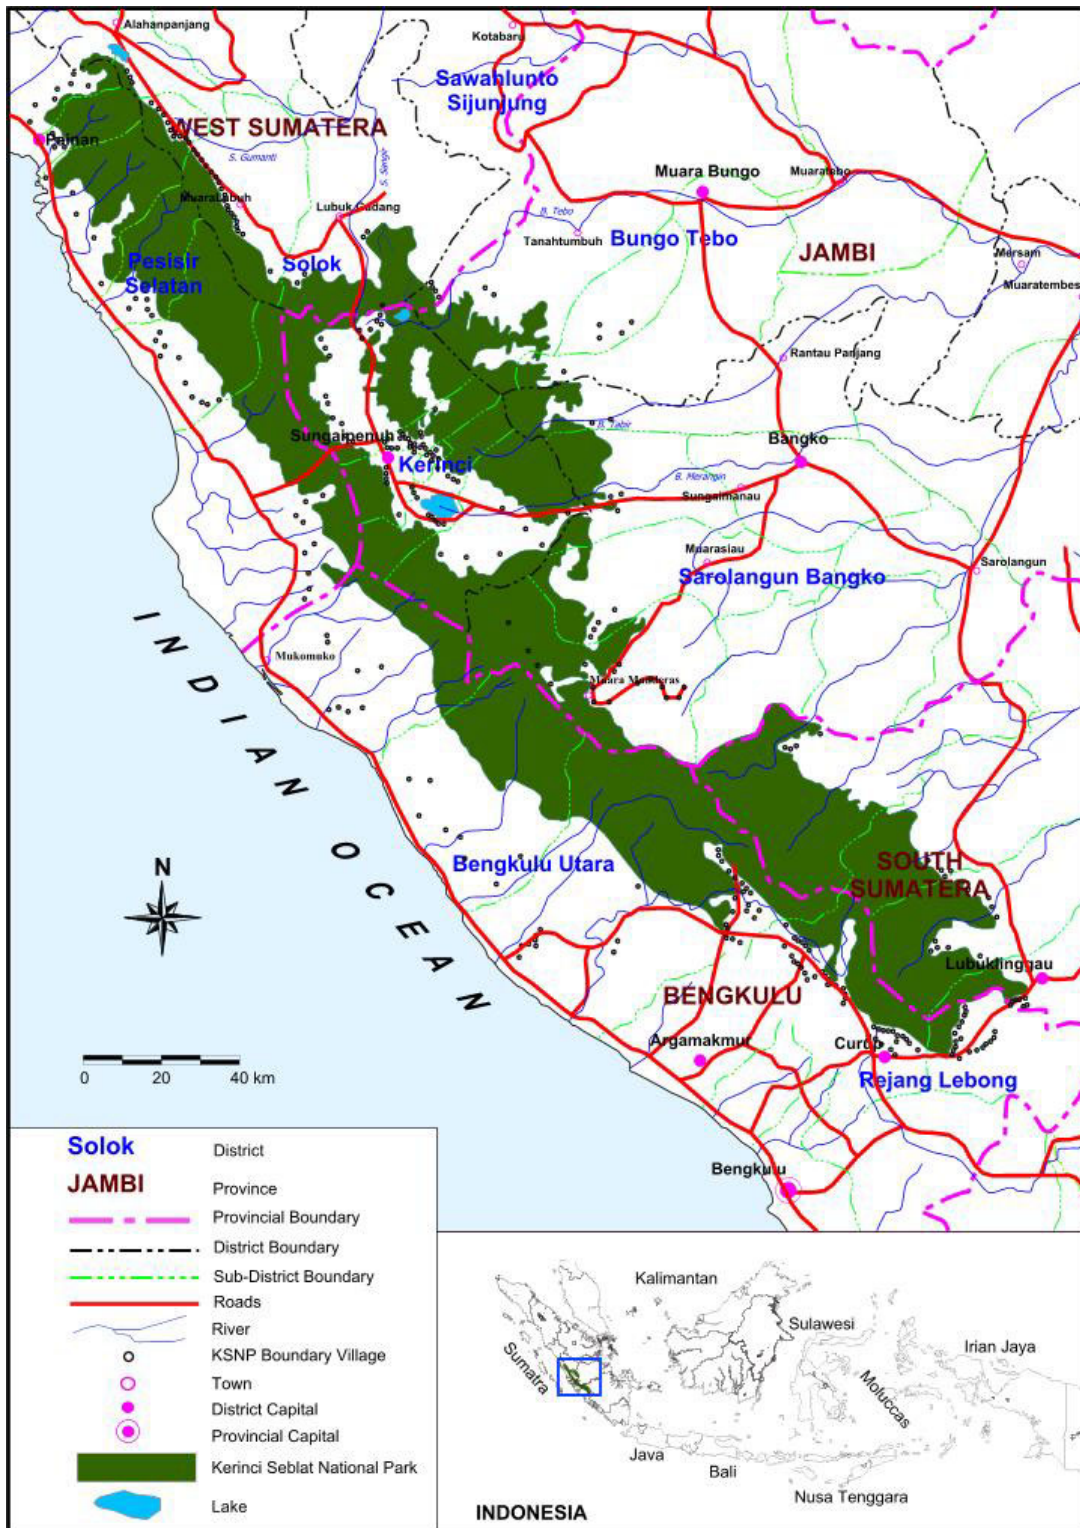 Alahanpanjang
Kotabaru
Sawahlunto
Sijunjung
WEST SUMATERA
Painan
S. Gumanti
S. Sangir
Muara Bungo
Muaratebo
MuaraLabuh
Lubuk Gadang
B. Tebo
Tanahtumbuh
Bungo Tebo
JAMBI
Mersam
Muaratembesi
Pesisir
Selatan
Solok
Rantau Panjang
B. Tebir
Sungaipenuh
Kerinci
Bangko
B. Merangin
Sungaimanau
Muarasiau
Sarolangun
Sarolangun Bangko
Mukomuko
Muara Manderas
INDIAN OCEAN
N
Bengkulu Utara
SOUTH
SUMATERA
Lubuklinggau
BENGKULU
Argamakmur
Curup
Rejang Lebong
0 20 40 km
Bengkulu
Solok District
JAMBI Province
Provincial Boundary
District Boundary
Sub-District Boundary
Roads
River
KSNP Boundary Village
Town
District Capital
Provincial Capital
Kerinci Seblat National Park
Lake
Kalimantan
Sulawesi
Irian Jaya
Sumatra
Moluccas
Java
Bali
Nusa Tenggara
INDONESIA